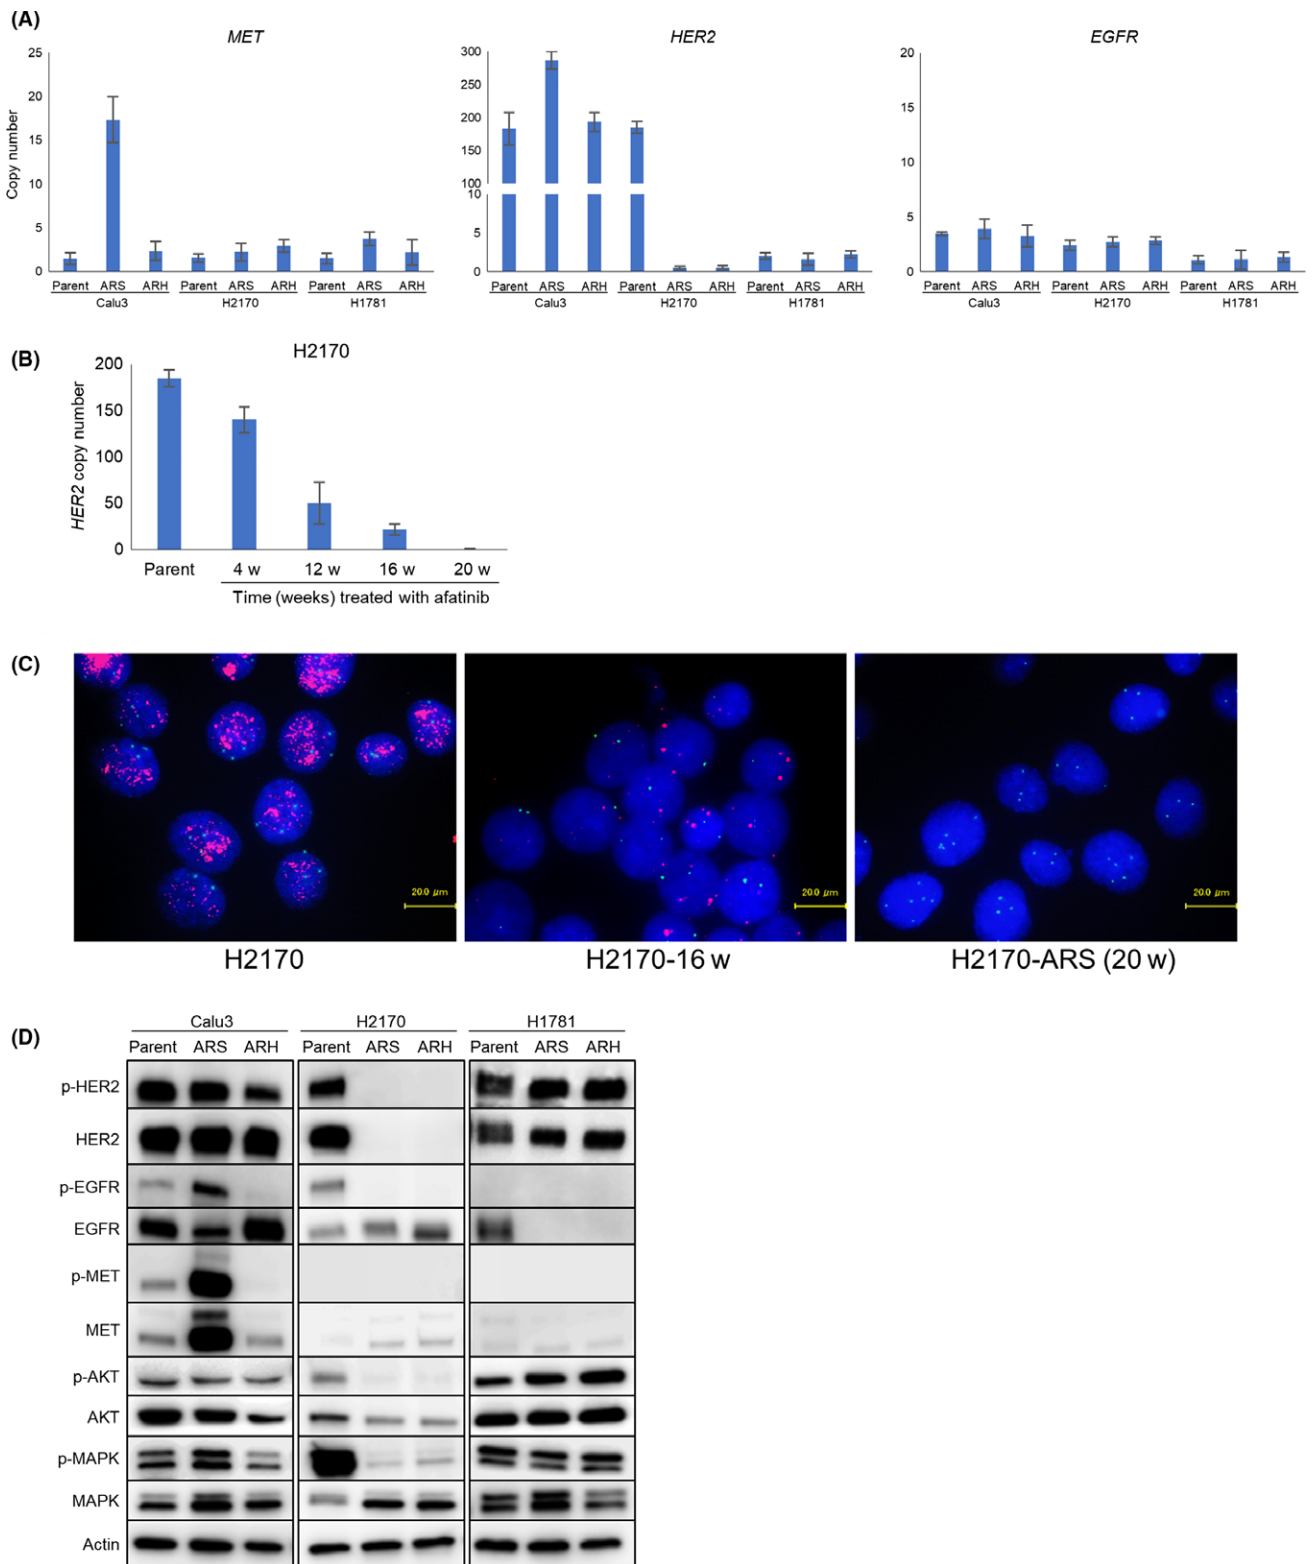 (A)
MET
HER2
EGFR
Copy number
25
20
15
10
5
0
Parent ARS ARH Parent ARS ARH Parent ARS ARH
Calu3 H2170 H1781
300
250
200
150
100
10
5
0
Parent ARS ARH Parent ARS ARH Parent ARS ARH
Calu3 H2170 H1781
20
15
10
5
0
Parent ARS ARH Parent ARS ARH Parent ARS ARH
Calu3 H2170 H1781
(B)
H2170
HER2 copy number
200
150
100
50
0
Parent 4 w 12 w 16 w 20 w
Time (weeks) treated with afatinib
(C)
20.0 μm
20.0 μm
20.0 μm
H2170 H2170-16 w H2170-ARS (20 w)
(D)
Calu3 H2170 H1781
Parent ARS ARH Parent ARS ARH Parent ARS ARH
p-HER2
HER2
p-EGFR
EGFR
p-MET
MET
p-AKT
AKT
p-MAPK
MAPK
Actin